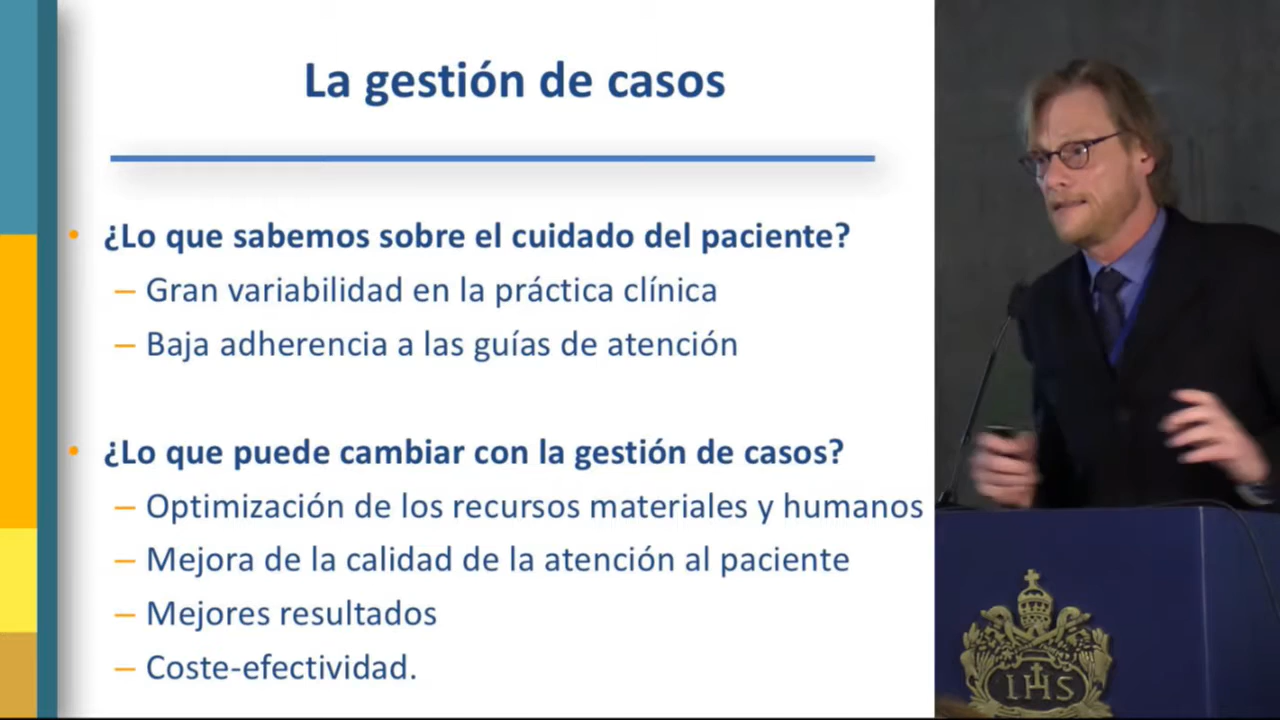 La gestión de casos
• ¿Lo que sabemos sobre el cuidado del paciente?
– Gran variabilidad en la práctica clínica
– Baja adherencia a las guías de atención
• ¿Lo que puede cambiar con la gestión de casos?
– Optimización de los recursos materiales y humanos
– Mejora de la calidad de la atención al paciente
– Mejores resultados
– Coste-efectividad.
IHS